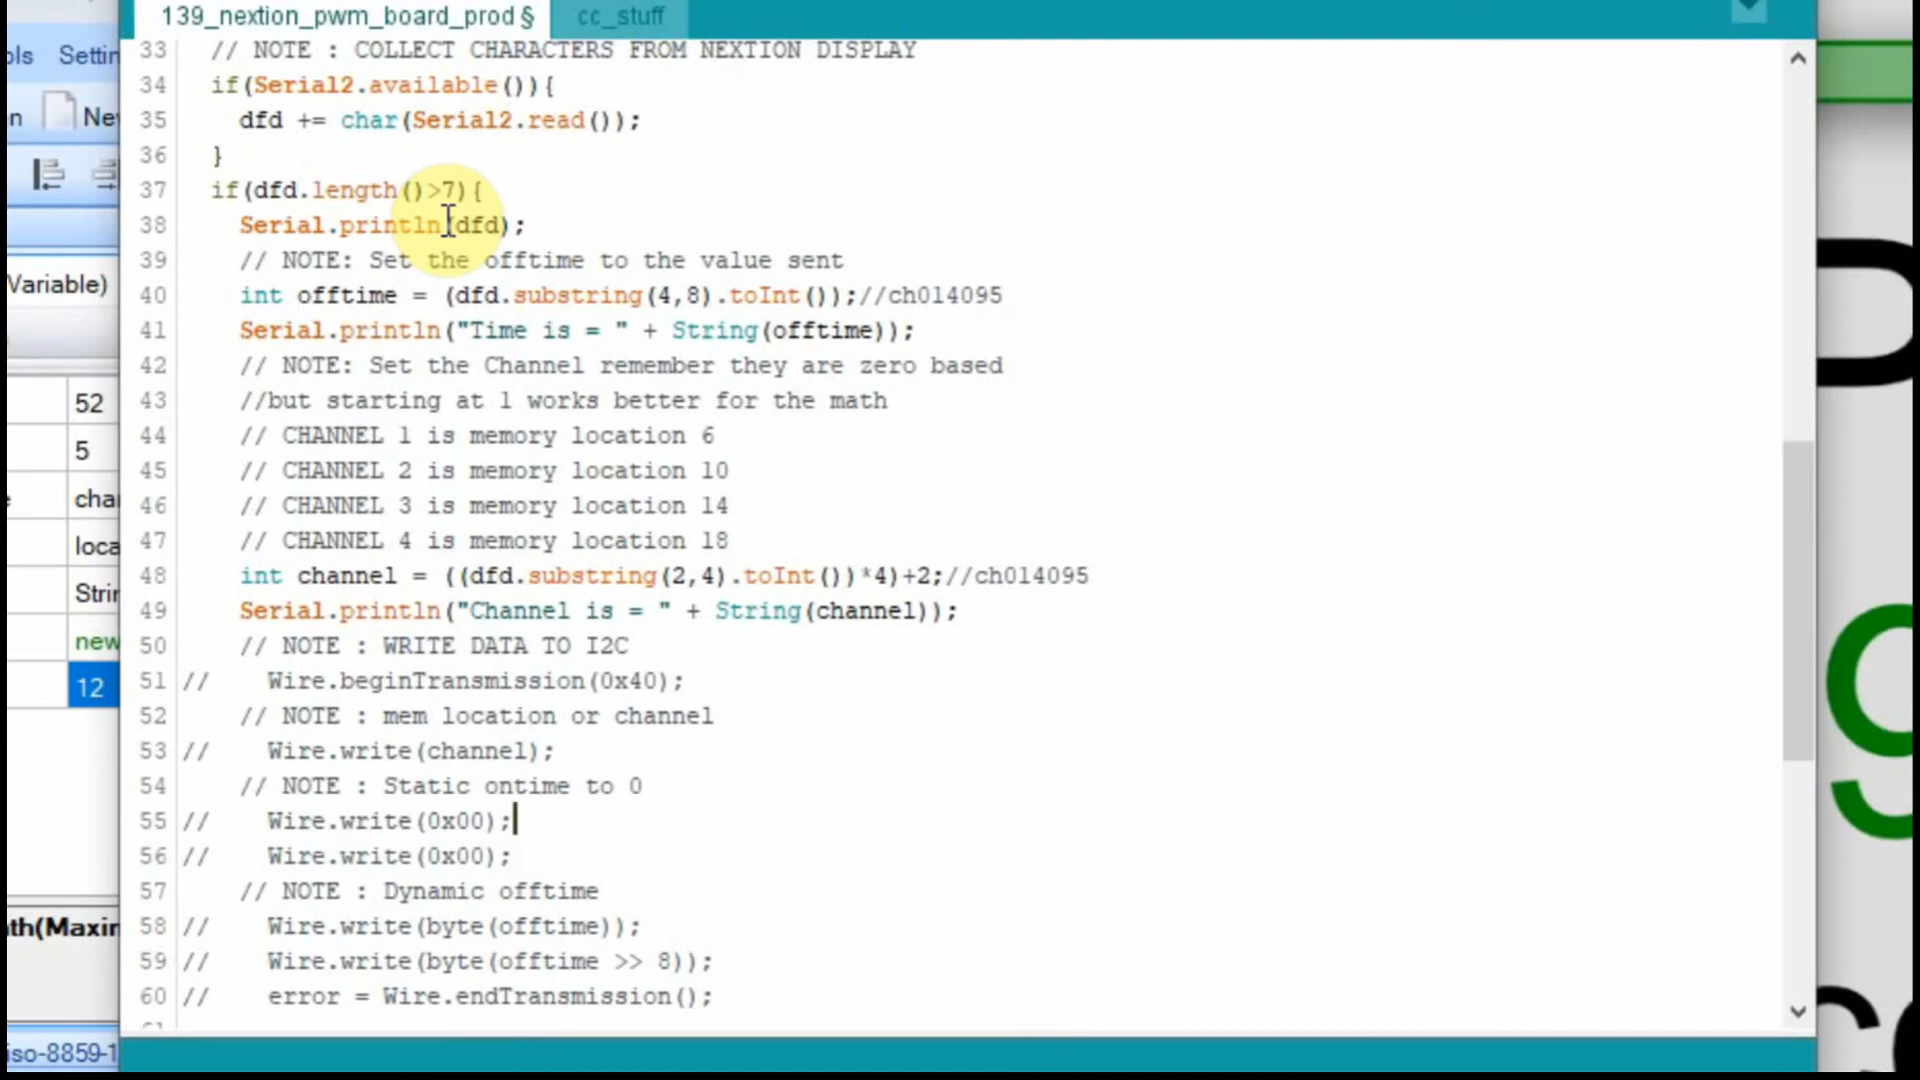 139_nextion_pwm_board_prod §
cc_stuff
33 // NOTE : COLLECT CHARACTERS FROM NEXTION DISPLAY
34 if(Serial2.available()){
35 dfd += char(Serial2.read());
36 }
37 if(dfd.length()>7){
38 Serial.println(dfd);
39 // NOTE: Set the offtime to the value sent
40 int offtime = (dfd.substring(4,8).toInt());//ch014095
41 Serial.println("Time is = " + String(offtime));
42 // NOTE: Set the Channel remember they are zero based
43 //but starting at 1 works better for the math
44 // CHANNEL 1 is memory location 6
45 // CHANNEL 2 is memory location 10
46 // CHANNEL 3 is memory location 14
47 // CHANNEL 4 is memory location 18
48 int channel = ((dfd.substring(2,4).toInt())*4)+2;//ch014095
49 Serial.println("Channel is = " + String(channel));
50 // NOTE : WRITE DATA TO I2C
51 // Wire.beginTransmission(0x40);
52 // NOTE : mem location or channel
53 // Wire.write(channel);
54 // NOTE : Static ontime to 0
55 // Wire.write(0x00);
56 // Wire.write(0x00);
57 // NOTE : Dynamic offtime
58 // Wire.write(byte(offtime));
59 // Wire.write(byte(offtime >> 8));
60 // error = Wire.endTransmission();
ols Settin
n Nev
Variable)
52
5
char
loca
Strin
new
12
th(Maxim
iso-8859-1